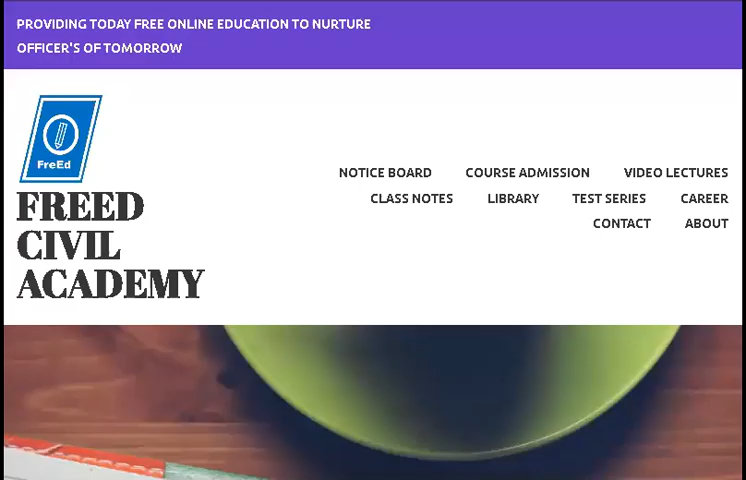 PROVIDING TODAY FREE ONLINE EDUCATION TO NURTURE
OFFICER'S OF TOMORROW
FreEd
FREED
CIVIL
ACADEMY
NOTICE BOARD COURSE ADMISSION VIDEO LECTURES
CLASS NOTES LIBRARY TEST SERIES CAREER
CONTACT ABOUT